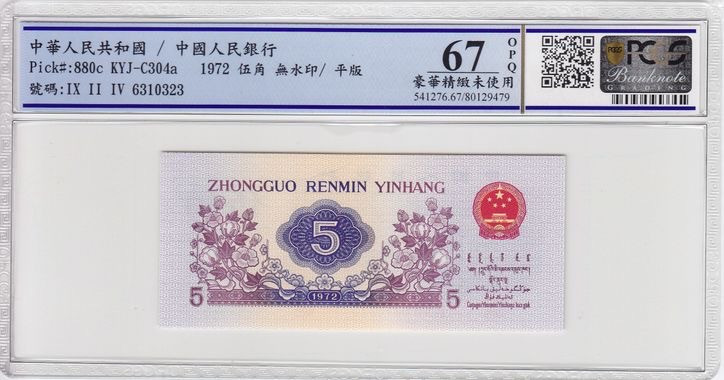 中華人民共和國 / 中國人民銀行
Pick#:880c KYJ-C304a 1972 伍角 無水印/ 平版
號碼:IX II IV 6310323
67
OPQ
豪華精緻未使用
541276.67/80129479
PCGS
Banknote
GRADING
ZHONGGUO RENMIN YINHANG
5
5
1972
5